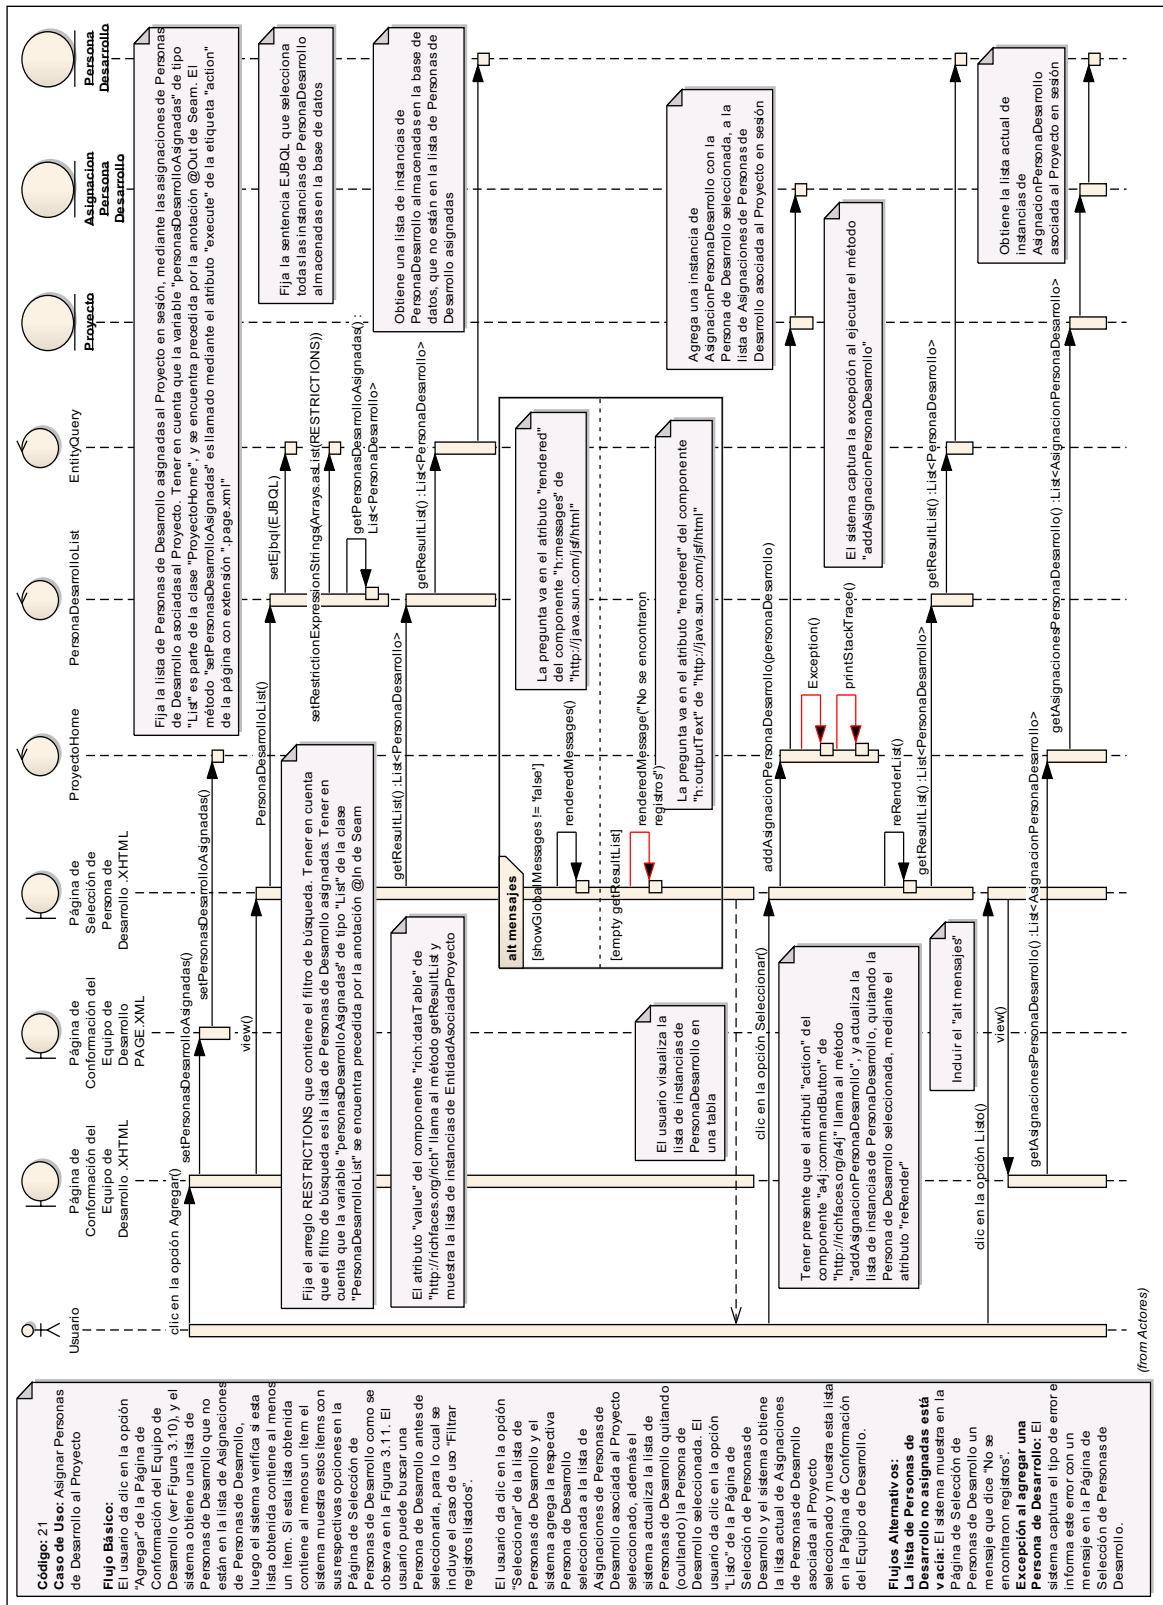 Código: 21
Caso de Uso: Asignar Personas
de Desarrollo al Proyecto
Flujo Básico:
El usuario da clic en la opción
"Agregar" de la Página de
Conformación del Equipo de
Desarrollo (ver Figura 3.10), y el
sistema obtiene una lista de
Personas de Desarrollo que no
están en la lista de Asignaciones
de Personas de Desarrollo,
luego el sistema verifica si esta
lista obtenida contiene al menos
un ítem. Si esta lista obtenida
contiene al menos un ítem el
sistema muestra estos items con
sus respectivas opciones en la
Página de Selección de
Personas de Desarrollo como se
observa en la Figura 3.11. El
usuario puede buscar una
Persona de Desarrollo antes de
seleccionarla, para lo cual se
incluye el caso de uso "Filtrar
registros listados".
El usuario da clic en la opción
"Seleccionar" de la lista de
Personas de Desarrollo y el
sistema agrega la respectiva
Persona de Desarrollo
seleccionada a la lista de
Asignaciones de Personas de
Desarrollo associada al Proyecto
seleccionado, además el
sistema actualiza la lista de
Personas de Desarrollo quitando
(ocultando) la Persona de
Desarrollo seleccionada. El
usuario da clic en la opción
"Listo" de la Página de
Selección de Personas de
Desarrollo y el sistema obtiene
la lista actual de Asignaciones
de Personas de Desarrollo
asociada al Proyecto
seleccionado y muestra esta lista
en la Página de Conformación
del Equipo de Desarrollo.
Flujos Alternativos:
La lista de Personas de
Desarrollo no asignadas está
vacía: El sistema muestra en la
Página de Selección de
Personas de Desarrollo un
mensaje que dice "No se
encontraron registros".
Excepción al agregar una
Persona de Desarrollo: El
sistema captura el tipo de error e
informa este error con un
mensaje en la Página de
Selección de Personas de
Desarrollo.
Usuario
Página de
Conformación del
Equipo de
Desarrollo .XHTML
Página de
Conformación del
Equipo de
Desarrollo
PAGE.XML
Página de
Selección de
Persona de
Desarrollo .XHTML
ProyectoHome
PersonaDesarrolloList
EntityQuery
Proyecto
Asignacion
Persona
Desarrollo
Persona
Desarrollo
clic en la opción Agregar()
setPersonasDesarrolloAsignadas()
setPersonasDesarrolloAsignadas()
Fija la lista de Personas de Desarrollo asignadas al Proyecto en sesión, mediante las asignaciones de Personas
de Desarrollo asociadas al Proyecto. Tener en cuenta que la variable "personasDesarrolloAsignadas" de tipo
"List" es parte de la clase "ProyectoHome", y se encuentra precedida por la anotación @Out de Seam. El
método "setPersonasDesarrolloAsignadas" es llamado mediante el atributo "execute" de la etiqueta "action"
de la página con extensión ".page.xml"
view()
PersonaDesarrolloList()
setEjbql(EJBQL)
Fija la sentencia EJBQL que selecciona
todas las instancias de PersonaDesarrollo
almacenadas en la base de datos
Fija el arreglo RESTRICTIONS que contiene el filtro de búsqueda. Tener en cuenta
que el filtro de búsqueda es la lista de Personas de Desarrollo asignadas. Tener en
cuenta que la variable "personasDesarrolloAsignadas" de tipo "List" de la clase
"PersonaDesarrolloList" se encuentra precedida por la anotación @In de Seam
setRestrictionExpressionStrings(Arrays.asList(RESTRICTIONS))
getPersonasDesarrolloAsignadas() :
List<PersonaDesarrollo>
getResultList() :List<PersonaDesarrollo>
getResultList() :List<PersonaDesarrollo>
Obtiene una lista de instancias de
PersonaDesarrollo almacenadas en la base de
datos, que no están en la lista de Personas de
Desarrollo asignadas
El atributo "value" del componente "rich:dataTable" de
"http://richfaces.org/rich" llama al método getResultList y
muestra la lista de instancias de EntidadAsociadaProyecto
alt mensajes
[showGlobalMessages != 'false']
renderedMessages()
La pregunta va en el atributo "rendered"
del componente "h:messages" de
"http://java.sun.com/jsf/html"
[empty getResultList]
renderedMessage("No se encontraron
registros")
La pregunta va en el atributo "rendered" del componente
"h:outputText" de "http://java.sun.com/jsf/html"
El usuario visualiza la
lista de instancias de
PersonaDesarrollo en
una tabla
clic en la opción Seleccionar()
addAsignacionPersonaDesarrollo(personaDesarrollo)
Agrega una instancia de
AsignacionPersonaDesarrollo con la
Persona de Desarrollo seleccionada, a la
lista de Asignaciones de Personas de
Desarrollo asociada al Proyecto en sesión
Exception()
printStackTrace()
El sistema captura la excepción al ejecutar el método
"addAsignacionPersonaDesarrollo"
Tener presente que el atributi "action" del
componente "a4j:commandButton" de
"http://richfaces.org/a4j" llama al método
"addAsignacionPersonaDesarrollo", y actualiza la
lista de instancias de PersonaDesarrollo, quitando la
Persona de Desarrollo seleccionada, mediante el
atributo "reRender"
reRenderList()
getResultList() :List<PersonaDesarrollo>
getResultList() :List<PersonaDesarrollo>
Incluir el "alt mensajes"
clic en la opción Listo()
view()
getAsignacionesPersonaDesarrollo() :List<AsignacionPersonaDesarrollo>
getAsignacionesPersonaDesarrollo() :List<AsignacionPersonaDesarrollo>
Obtiene la lista actual de
instancias de
AsignacionPersonaDesarrollo
asociada al Proyecto en sesión
(from Actores)